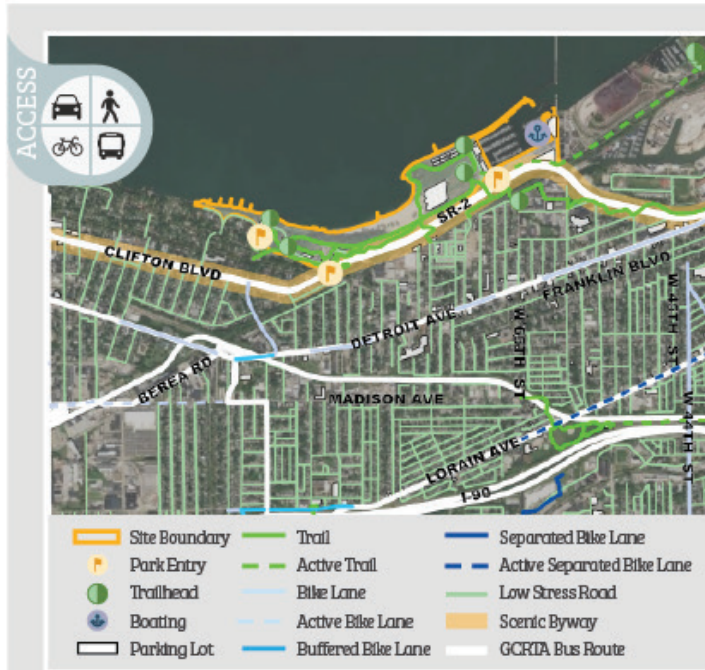 ACCESS
SR-2
CLIFTON BLVD
FRANKLIN BLVD
DETROIT AVE
W 65TH ST
W 45TH ST
BEREA RD
MADISON AVE
W 44TH ST
LORAIN AVE
I-90
Site Boundary
Trail
Separated Bike Lane
Park Entry
Active Trail
Active Separated Bike Lane
Trailhead
Bike Lane
Low Stress Road
Boating
Active Bike Lane
Scenic Byway
Parking Lot
Buffered Bike Lane
GCRTA Bus Route